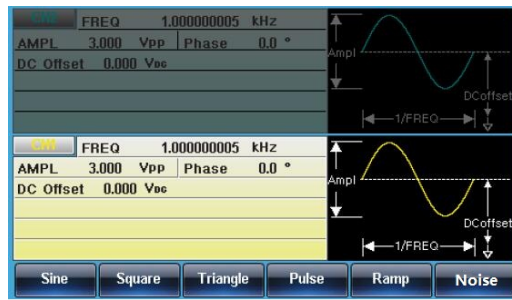 CH2 FREQ 1.000000005 kHz
AMPL 3.000 Vpp Phase 0.0 °
DC Offset 0.000 VDC
Ampl
DCoffset
1/FREQ
CH1 FREQ 1.000000005 kHz
AMPL 3.000 Vpp Phase 0.0 °
DC Offset 0.000 VDC
Ampl
DCoffset
1/FREQ
Sine Square Triangle Pulse Ramp Noise